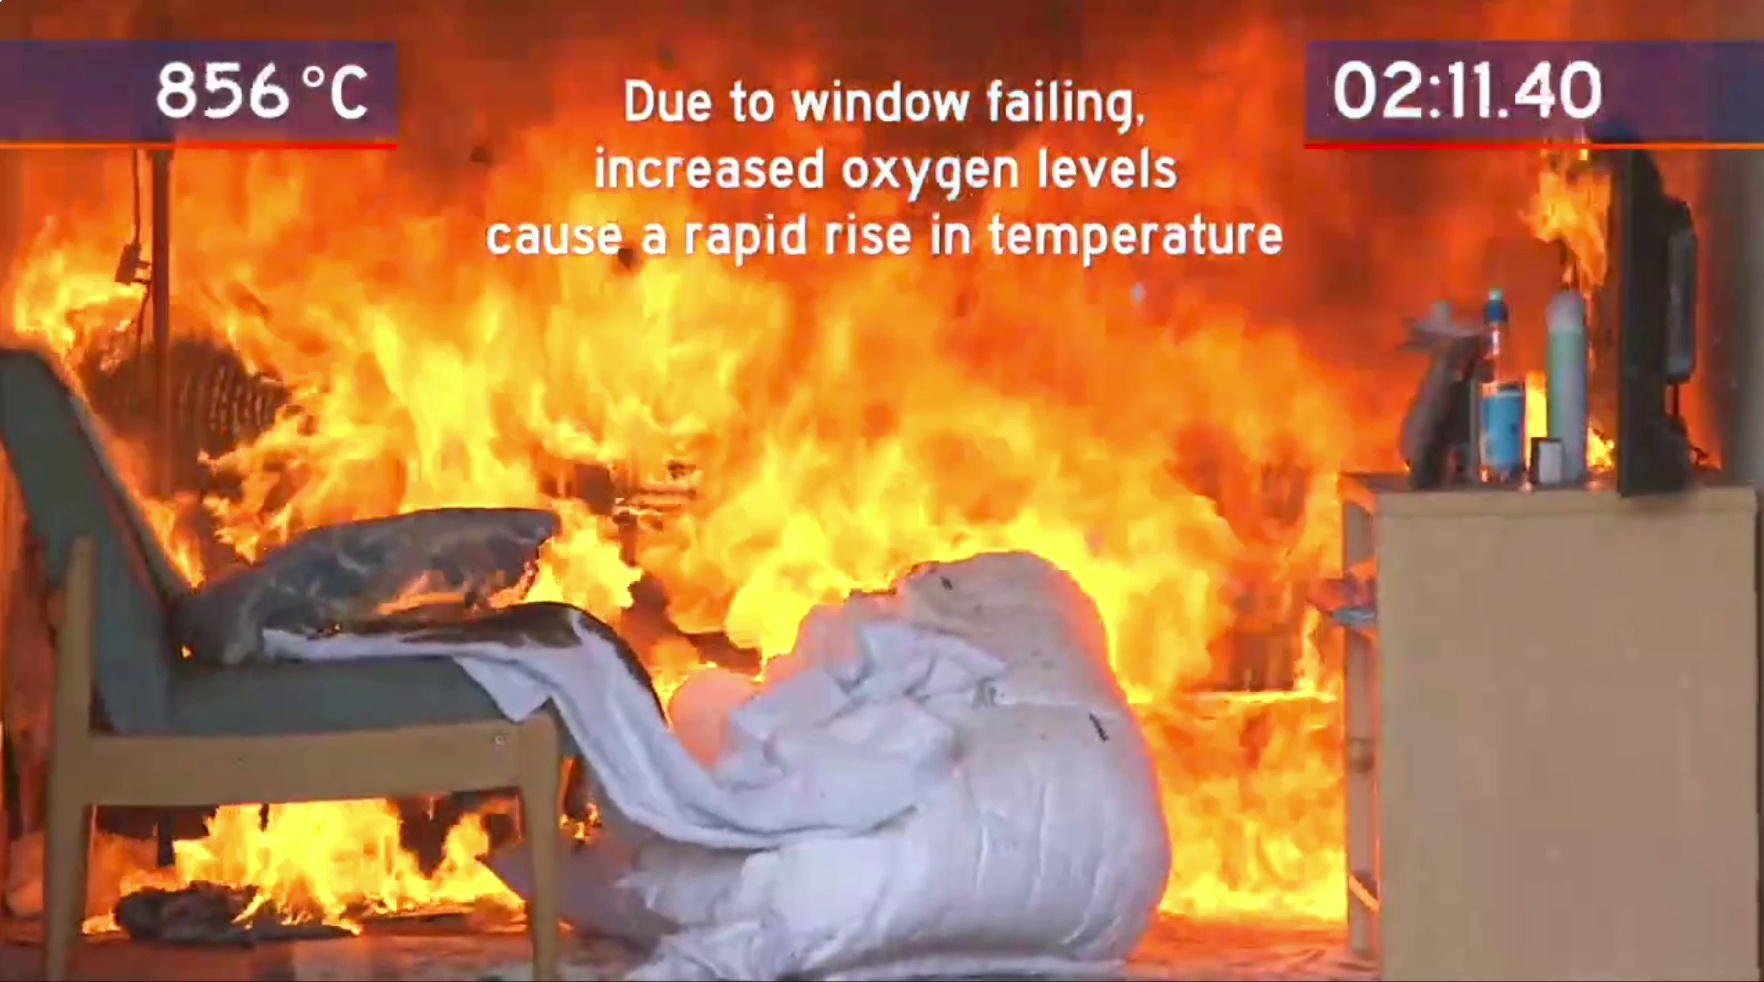 856°C
Due to window failing,
increased oxygen levels
cause a rapid rise in temperature
02:11.40